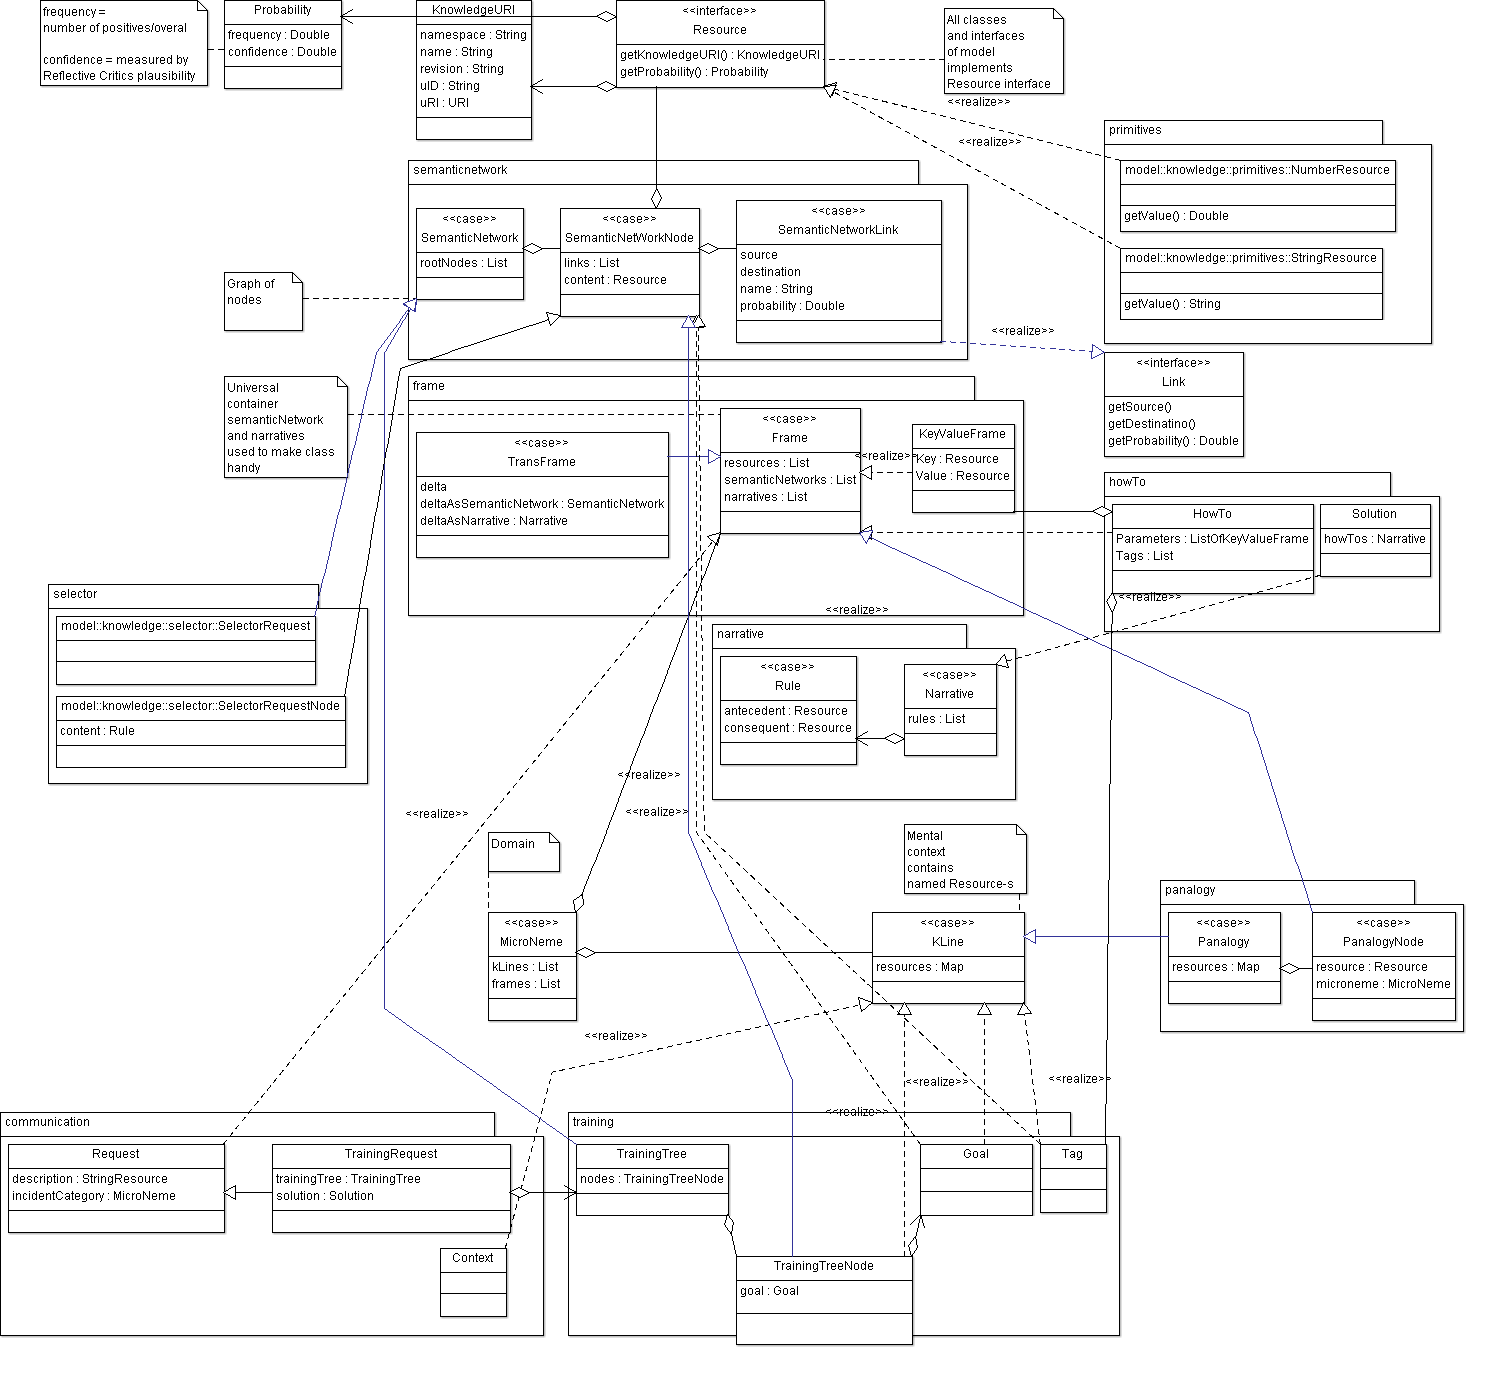 frequency =
number of positives/overal
confidence = measured by
Reflective Critics plausibility
Probability
frequency : Double
confidence : Double
KnowledgeURI
namespace : String
name : String
revision : String
uID : String
uRI : URI
<<interface>>
Resource
getKnowledgeURI() : KnowledgeURI
getProbability() : Probability
All classes
and interfaces
of model
implements
Resource interface
<<realize>>
<<realize>>
primitives
model::knowledge::primitives::NumberResource
getValue() : Double
model::knowledge::primitives::StringResource
getValue() : String
semanticnetwork
<<case>>
SemanticNetwork
rootNodes : List
<<case>>
SemanticNetWorkNode
links : List
content : Resource
<<case>>
SemanticNetworkLink
source
destination
name : String
probability : Double
Graph of
nodes
<<realize>>
<<interface>>
Link
getSource()
getDestinatino()
getProbability() : Double
Universal
container
semanticNetwork
and narratives
used to make class
handy
frame
<<case>>
TransFrame
delta
deltaAsSemanticNetwork : SemanticNetwork
deltaAsNarrative : Narrative
<<case>>
Frame
resources : List
semanticNetworks : List
narratives : List
<<realize>>
KeyValueFrame
Key : Resource
Value : Resource
howTo
HowTo
Parameters : ListOfKeyValueFrame
Tags : List
Solution
howTos : Narrative
<<realize>>
<<realize>>
selector
model::knowledge::selector::SelectorRequest
model::knowledge::selector::SelectorRequestNode
content : Rule
narrative
<<case>>
Rule
antecedent : Resource
consequent : Resource
<<case>>
Narrative
rules : List
<<realize>>
<<realize>>
<<realize>>
Domain
Mental
context
contains
named Resource-s
<<case>>
MicroNeme
kLines : List
frames : List
<<case>>
KLine
resources : Map
panalogy
<<case>>
Panalogy
resources : Map
<<case>>
PanalogyNode
resource : Resource
microneme : MicroNeme
<<realize>>
<<realize>>
<<realize>>
<<realize>>
communication
Request
description : StringResource
incidentCategory : MicroNeme
TrainingRequest
trainingTree : TrainingTree
solution : Solution
Context
training
TrainingTree
nodes : TrainingTreeNode
Goal
Tag
TrainingTreeNode
goal : Goal